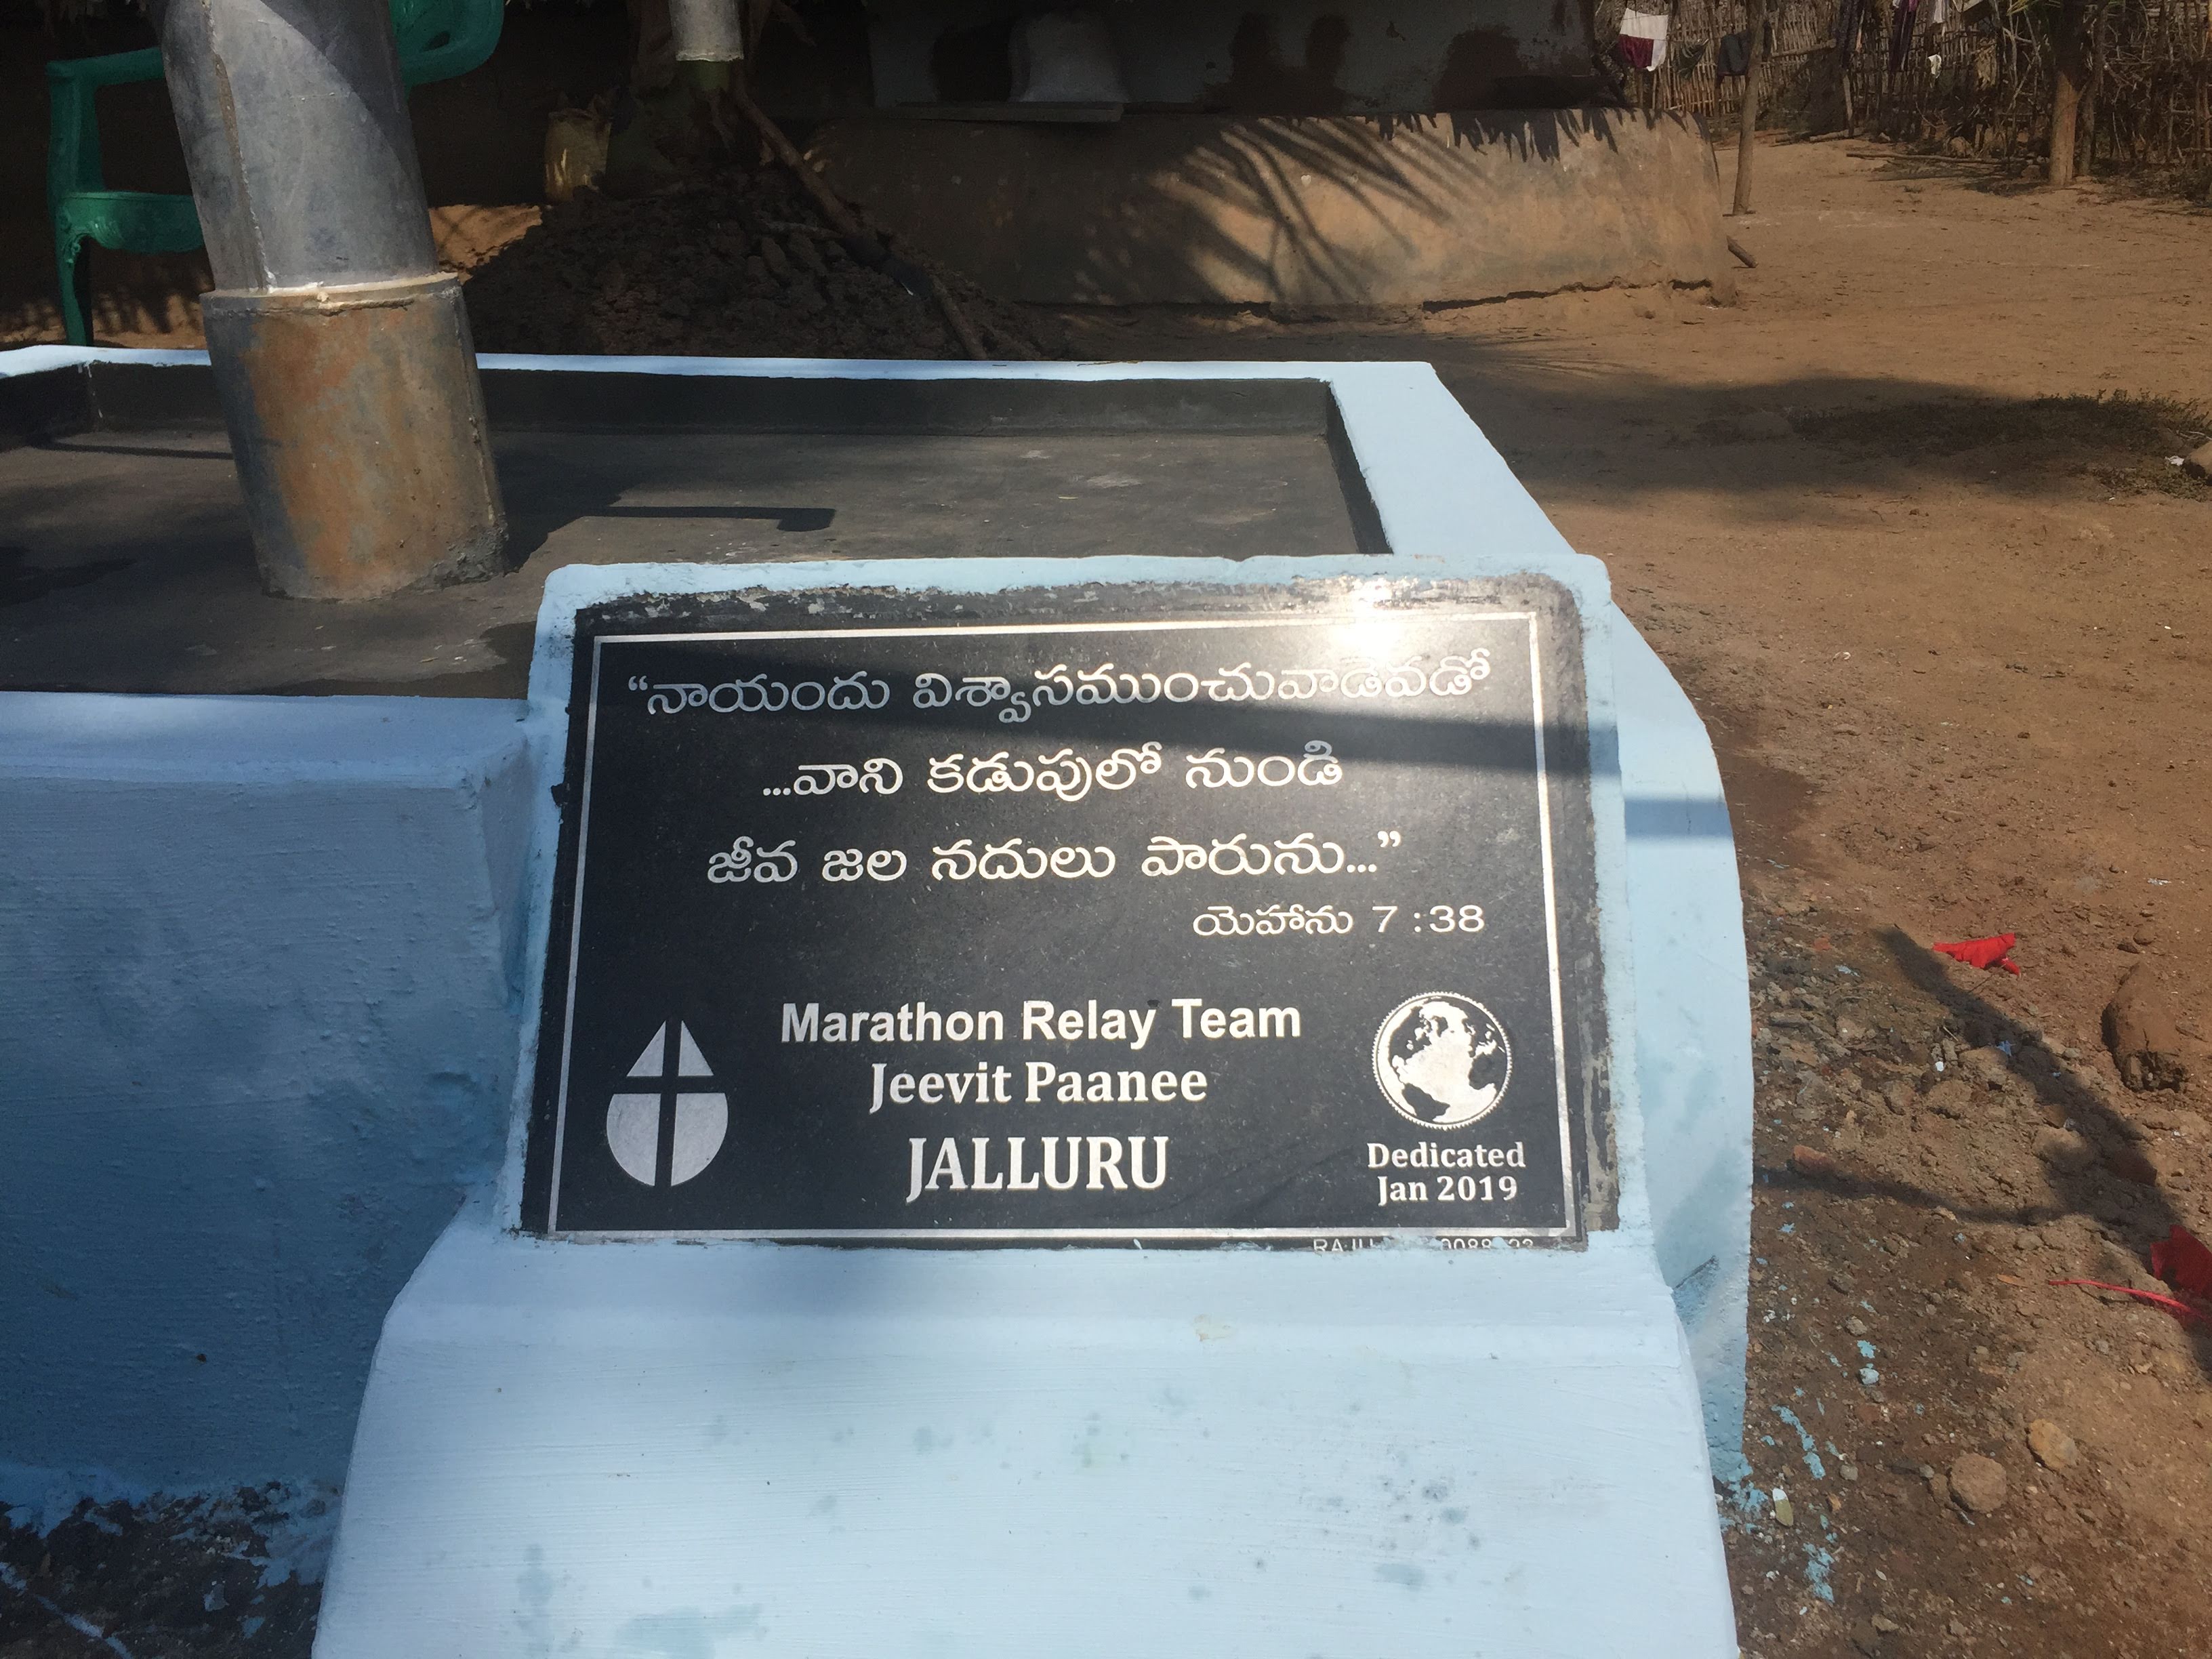 “నాయందు విశ్వాసముంచువాడెవడో
...వాని కడుపులో నుండి
జీవ జల నదులు పారును...”
యెహాను 7 :38
Marathon Relay Team
Jeevit Paanee
JALLURU
Dedicated
Jan 2019